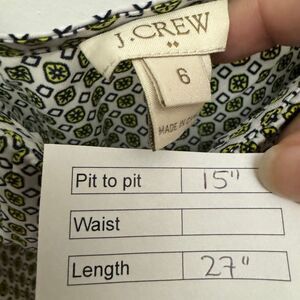 J. CREW
6
MADE IN
Pit to pit 15"
Waist
Length 27"